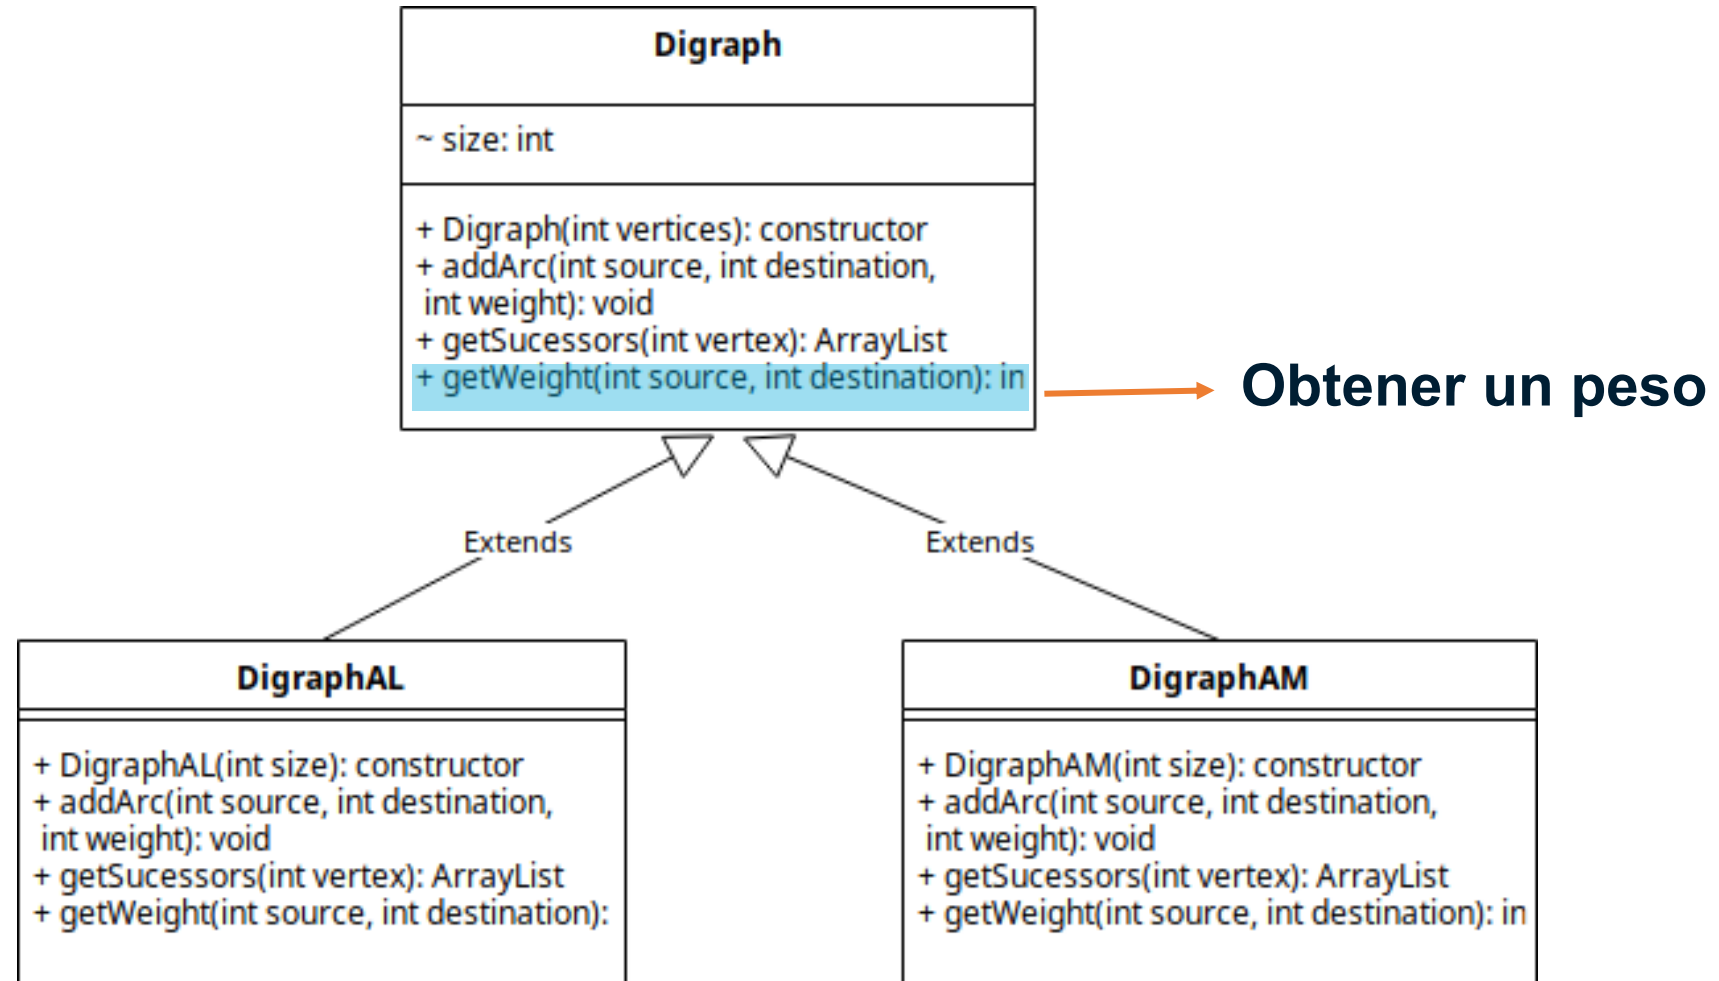 Digraph
~ size: int
+ Digraph(int vertices): constructor
+ addArc(int source, int destination,
int weight): void
+ getSucessors(int vertex): ArrayList
+ getWeight(int source, int destination): in
Obtener un peso
Extends
Extends
DigraphAL
+ DigraphAL(int size): constructor
+ addArc(int source, int destination,
int weight): void
+ getSucessors(int vertex): ArrayList
+ getWeight(int source, int destination):
DigraphAM
+ DigraphAM(int size): constructor
+ addArc(int source, int destination,
int weight): void
+ getSucessors(int vertex): ArrayList
+ getWeight(int source, int destination): in